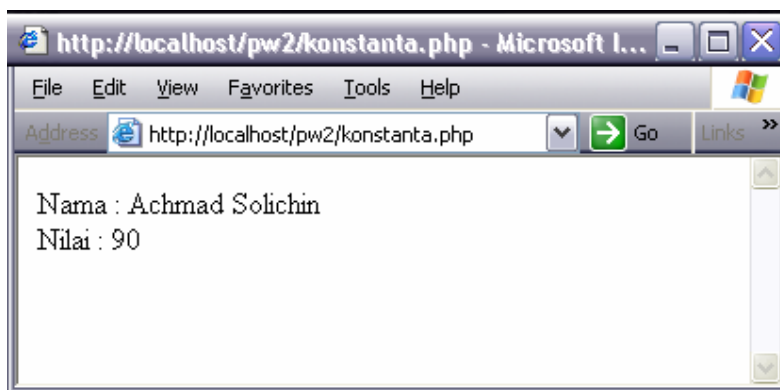 http://localhost/pw2/konstanta.php - Microsoft I...
File Edit View Favorites Tools Help
Address http://localhost/pw2/konstanta.php Go Links »
Nama : Achmad Solichin
Nilai : 90